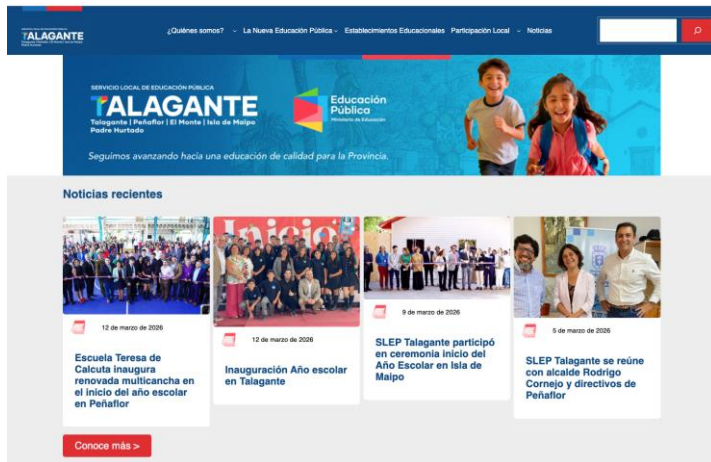 TALAGANTE
¿Quiénes somos?
La Nueva Educación Pública
Establecimientos Educacionales
Participación Local
Noticias
SERVICIO LOCAL DE EDUCACIÓN PÚBLICA
TALAGANTE
Talagante | Peñaflor | El Monte | Isla de Maipo
Padre Hurtado
Educación
Pública
Ministerio de Educación
Seguimos avanzando hacia una educación de calidad para la Provincia.
Noticias recientes
Inicio
12 de marzo de 2026
Escuela Teresa de
Calcuta inaugura
renovada multicancha en
el inicio del año escolar
en Peñaflor
12 de marzo de 2026
Inauguración Año escolar
en Talagante
9 de marzo de 2026
SLEP Talagante participó
en ceremonia inicio del
Año Escolar en Isla de
Maipo
5 de marzo de 2026
SLEP Talagante se reúne
con alcalde Rodrigo
Cornejo y directivos de
Peñaflor
Conoce más >